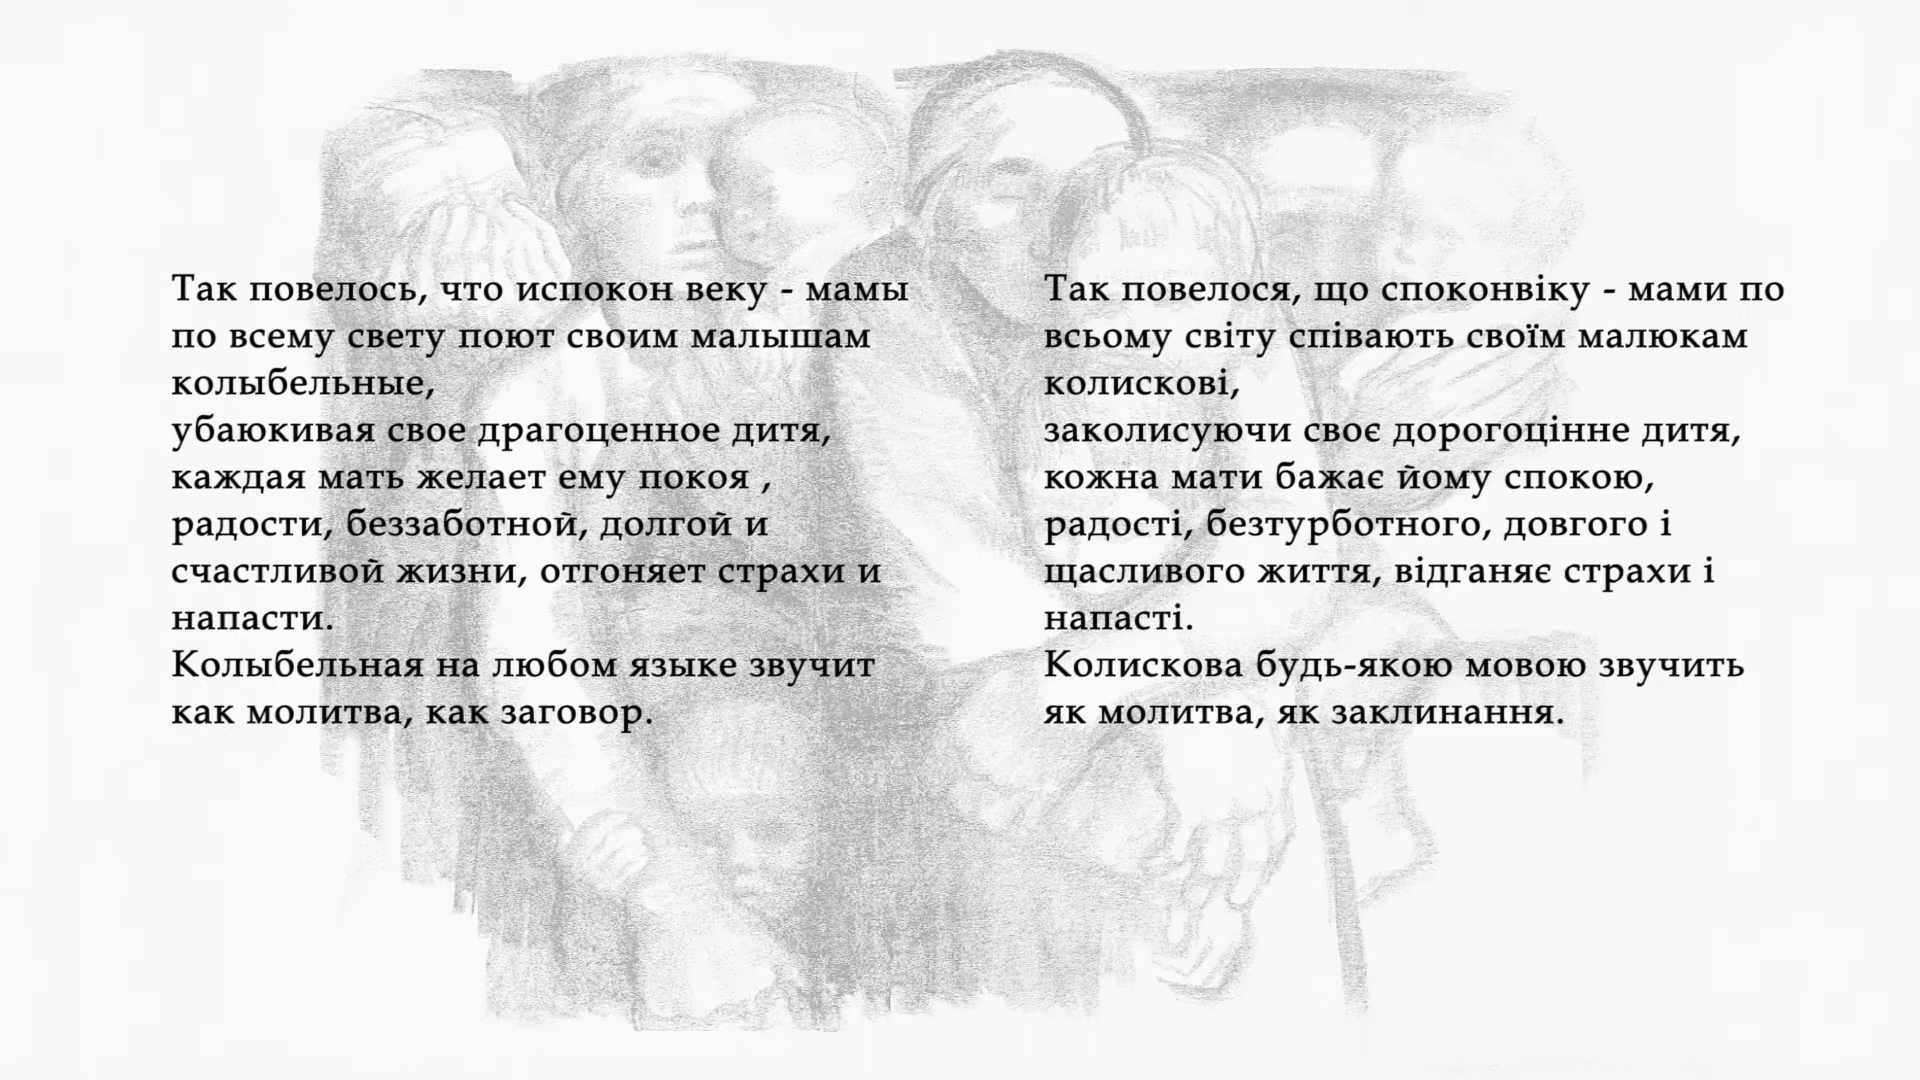 Так повелось, что испокон веку - мамы
по всему свету поют своим малышам
колыбельные,
убаюкивая свое драгоценное дитя,
каждая мать желает ему покоя ,
радости, беззаботной, долгой и
счастливой жизни, отгоняет страхи и
напасти.
Колыбельная на любом языке звучит
как молитва, как заговор.
Так повелося, що споконвіку - мами по
всьому світу співають своїм малюкам
колискові,
заколисуючи своє дорогоцінне дитя,
кожна мати бажає йому спокою,
радості, безтурботного, довгого і
щасливого життя, відганяє страхи і
напасті.
Колискова будь-якою мовою звучить
як молитва, як заклинання.